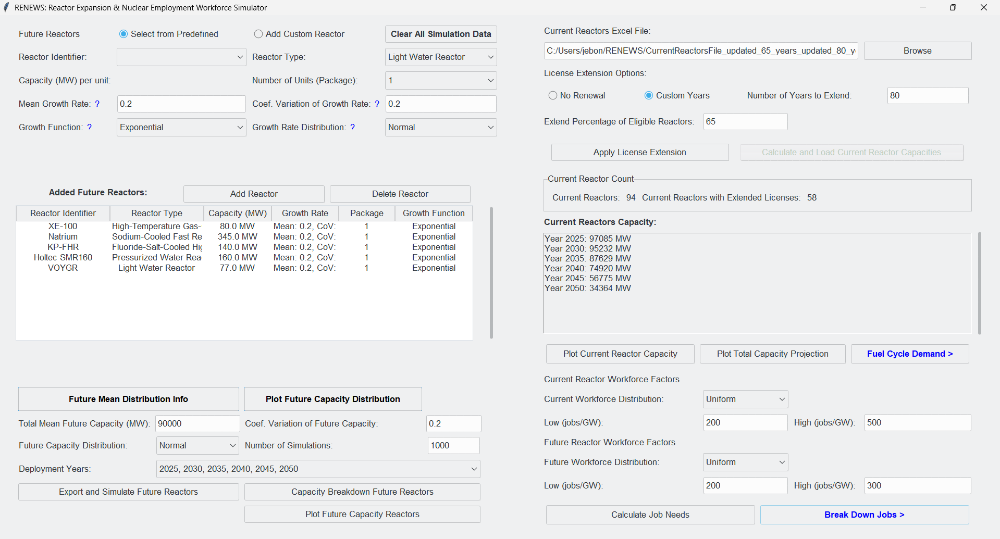 RENEWS: Reactor Expansion & Nuclear Employment Workforce Simulator
Future Reactors
Select from Predefined
Add Custom Reactor
Clear All Simulation Data
Reactor Identifier:
Reactor Type:
Light Water Reactor
Capacity (MW) per unit:
Number of Units (Package):
1
Mean Growth Rate: ?
0.2
Coef. Variation of Growth Rate: ?
0.2
Growth Function: ?
Exponential
Growth Rate Distribution: ?
Normal
Added Future Reactors:
Add Reactor
Delete Reactor
Reactor Identifier Reactor Type Capacity (MW) Growth Rate Package Growth Function
XE-100 High-Temperature Gas- 80.0 MW Mean: 0.2, CoV: 1 Exponential
Natrium Sodium-Cooled Fast Re 345.0 MW Mean: 0.2, CoV: 1 Exponential
KP-FHR Fluoride-Salt-Cooled Hig 140.0 MW Mean: 0.2, CoV: 1 Exponential
Holtec SMR160 Pressurized Water Rea 160.0 MW Mean: 0.2, CoV: 1 Exponential
VOYGR Light Water Reactor 77.0 MW Mean: 0.2, CoV: 1 Exponential
Future Mean Distribution Info
Plot Future Capacity Distribution
Total Mean Future Capacity (MW):
90000
Coef. Variation of Future Capacity:
0.2
Future Capacity Distribution:
Normal
Number of Simulations:
1000
Deployment Years:
2025, 2030, 2035, 2040, 2045, 2050
Export and Simulate Future Reactors
Capacity Breakdown Future Reactors
Plot Future Capacity Reactors
Current Reactors Excel File:
C:/Users/jebon/RENEWS/CurrentReactorsFile_updated_65_years_updated_80_y
Browse
License Extension Options:
No Renewal
Custom Years
Number of Years to Extend:
80
Extend Percentage of Eligible Reactors:
65
Apply License Extension
Calculate and Load Current Reactor Capacities
Current Reactor Count
Current Reactors: 94 Current Reactors with Extended Licenses: 58
Current Reactors Capacity:
Year 2025: 97085 MW
Year 2030: 95232 MW
Year 2035: 87629 MW
Year 2040: 74920 MW
Year 2045: 56775 MW
Year 2050: 34364 MW
Plot Current Reactor Capacity
Plot Total Capacity Projection
Fuel Cycle Demand >
Current Reactor Workforce Factors
Current Workforce Distribution:
Uniform
Low (jobs/GW):
200
High (jobs/GW):
500
Future Reactor Workforce Factors
Future Workforce Distribution:
Uniform
Low (jobs/GW):
200
High (jobs/GW):
300
Calculate Job Needs
Break Down Jobs >